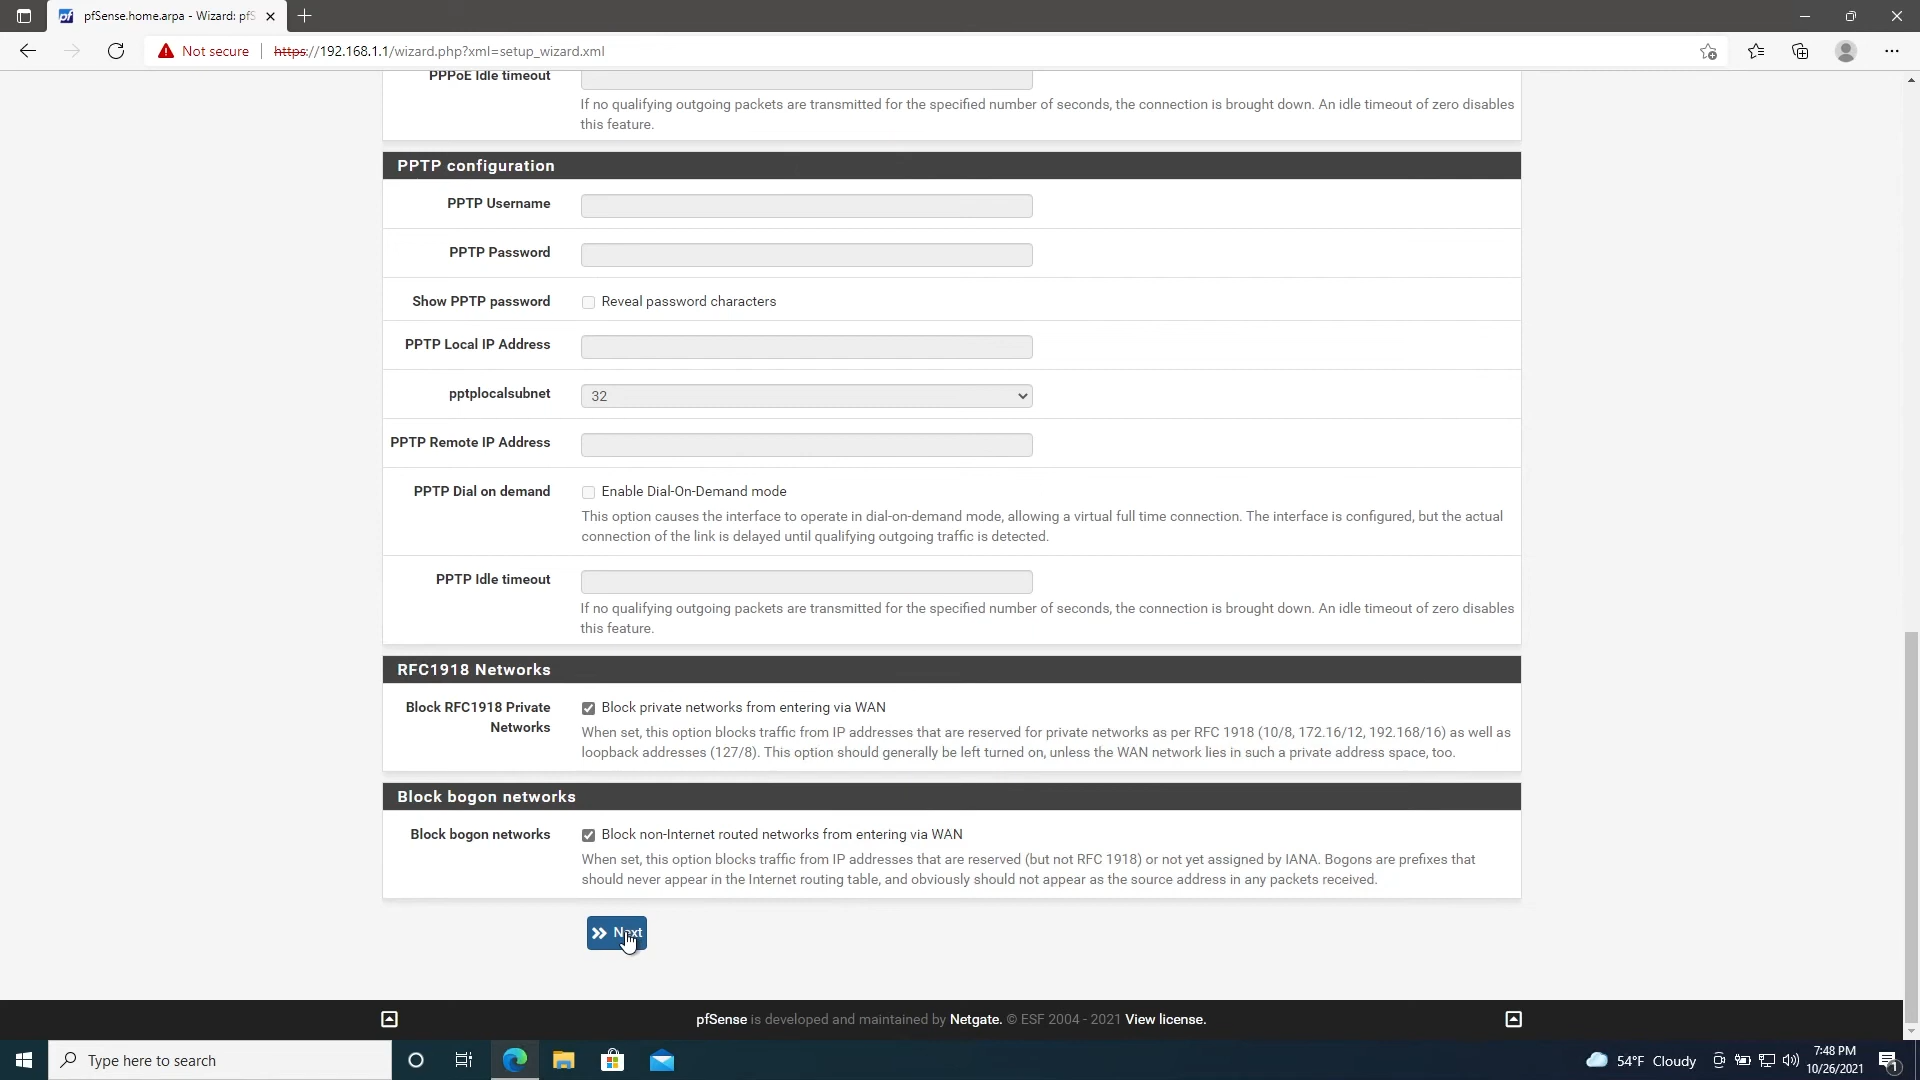 pfSense.home.arpa - Wizard: pfS
Not secure
https://192.168.1.1/wizard.php?xml=setup_wizard.xml
PPPoE Idle timeout
If no qualifying outgoing packets are transmitted for the specified number of seconds, the connection is brought down. An idle timeout of zero disables
this feature.
PPTP configuration
PPTP Username
PPTP Password
Show PPTP password
Reveal password characters
PPTP Local IP Address
pptplocalsubnet
32
PPTP Remote IP Address
PPTP Dial on demand
Enable Dial-On-Demand mode
This option causes the interface to operate in dial-on-demand mode, allowing a virtual full time connection. The interface is configured, but the actual
connection of the link is delayed until qualifying outgoing traffic is detected.
PPTP Idle timeout
If no qualifying outgoing packets are transmitted for the specified number of seconds, the connection is brought down. An idle timeout of zero disables
this feature.
RFC1918 Networks
Block RFC1918 Private
Networks
Block private networks from entering via WAN
When set, this option blocks traffic from IP addresses that are reserved for private networks as per RFC 1918 (10/8, 172.16/12, 192.168/16) as well as
loopback addresses (127/8). This option should generally be left turned on, unless the WAN network lies in such a private address space, too.
Block bogon networks
Block bogon networks
Block non-Internet routed networks from entering via WAN
When set, this option blocks traffic from IP addresses that are reserved (but not RFC 1918) or not yet assigned by IANA. Bogons are prefixes that
should never appear in the Internet routing table, and obviously should not appear as the source address in any packets received.
Next
pfSense is developed and maintained by Netgate. © ESF 2004 - 2021 View license.
Type here to search
54°F Cloudy
7:48 PM
10/26/2021
1